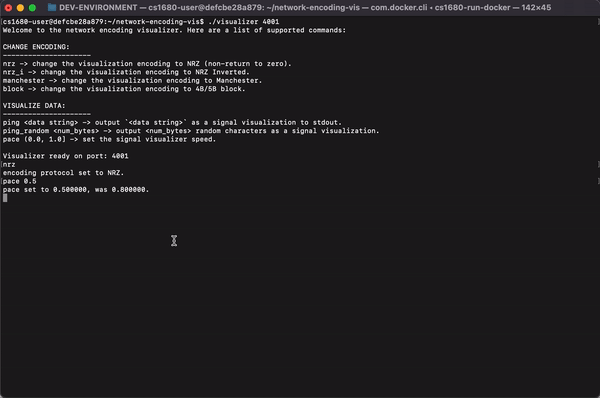 DEV-ENVIRONMENT — cs1680-user@defcbe28a879: ~/network-encoding-vis — com.docker.cli ◂ cs1680-run-docker — 142×45
cs1680-user@defcbe28a879:~/network-encoding-vis$ ./visualizer 4001
Welcome to the network encoding visualizer. Here are a list of supported commands:
CHANGE ENCODING:
---------------------
nrz -> change the visualization encoding to NRZ (non-return to zero).
nrz_i -> change the visualization encoding to NRZ Inverted.
manchester -> change the visualization encoding to Manchester.
block -> change the visualization encoding to 4B/5B block.
VISUALIZE DATA:
---------------------
ping <data string> -> output `<data string>` as a signal visualization to stdout.
ping_random <num_bytes> -> output <num_bytes> random characters as a signal visualization.
pace (0.0, 1.0] -> set the signal visualizer speed.
Visualizer ready on port: 4001
nrz
encoding protocol set to NRZ.
pace 0.5
pace set to 0.500000, was 0.800000.